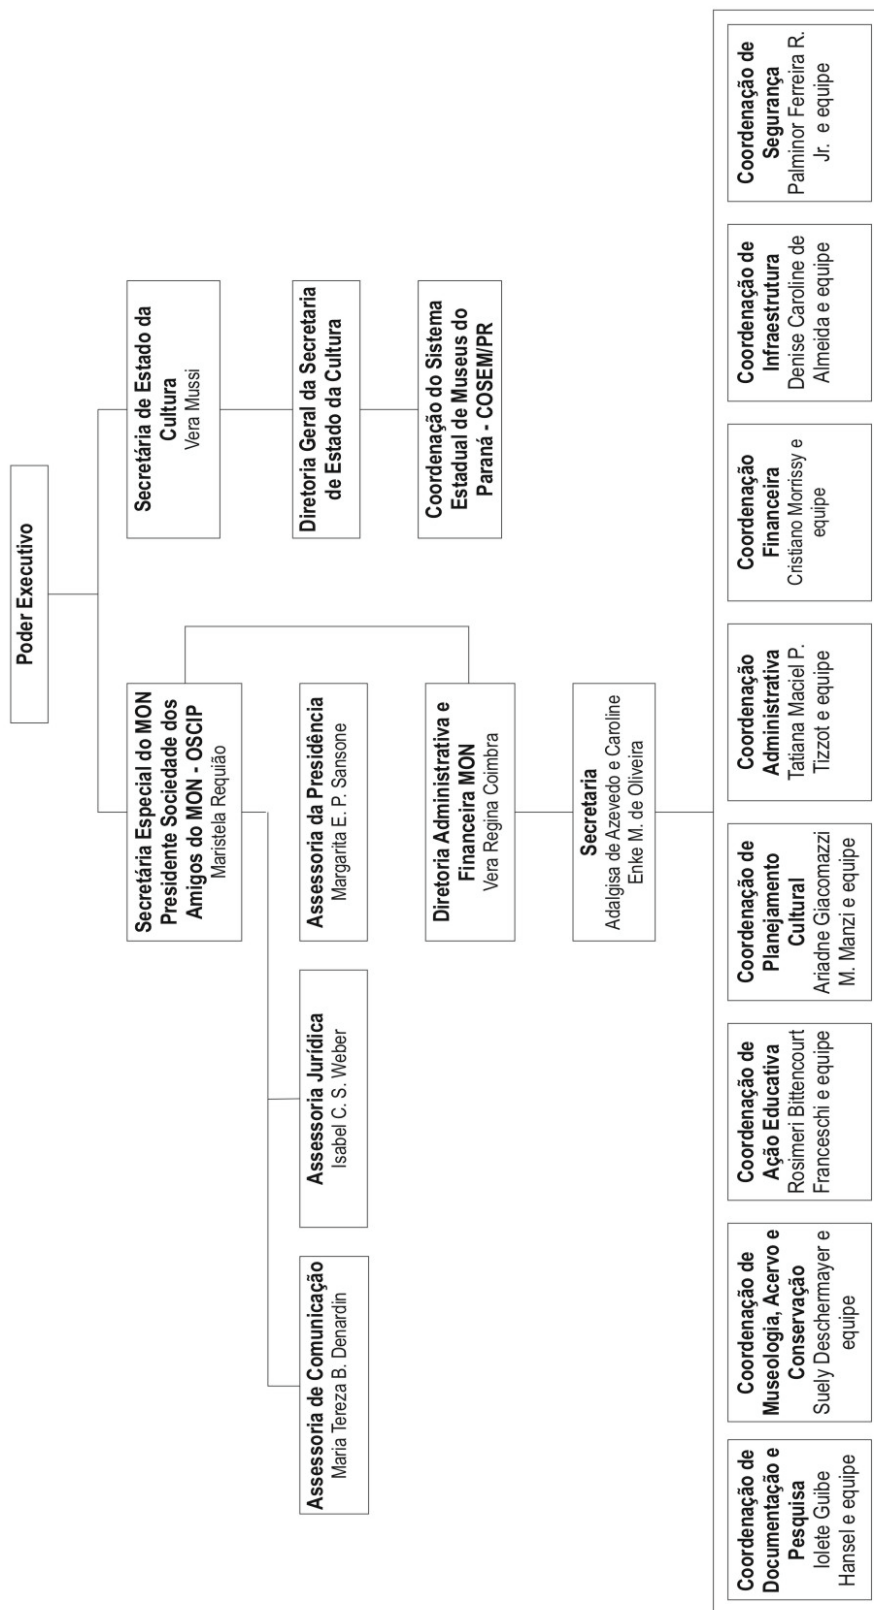 Poder Executivo
Secretária Especial do MON
Presidente Sociedade dos
Amigos do MON - OSCIP
Maristela Requião
Secretária de Estado da
Cultura
Vera Mussi
Assessoria de Comunicação
Maria Tereza B. Denardin
Assessoria Jurídica
Isabel C. S. Weber
Assessoria da Presidência
Margarita E. P. Sansone
Diretoria Geral da Secretaria
de Estado da Cultura
Diretoria Administrativa e
Financeira MON
Vera Regina Coimbra
Coordenação do Sistema
Estadual de Museus do
Paraná - COSEM/PR
Secretaria
Adalgisa de Azevedo e Caroline
Enke M. de Oliveira
Coordenação de
Documentação e
Pesquisa
Iolete Guibe
Hansel e equipe
Coordenação de
Museologia, Acervo e
Conservação
Suely Deschermayer e
equipe
Coordenação de
Ação Educativa
Rosimeri Bittencourt
Franceschi e equipe
Coordenação de
Planejamento
Cultural
Ariadne Giacomazzi
M. Manzi e equipe
Coordenação
Administrativa
Tatiana Maciel P.
Tizzot e equipe
Coordenação
Financeira
Cristiano Morrissy e
equipe
Coordenação de
Infraestrutura
Denise Caroline de
Almeida e equipe
Coordenação de
Segurança
Palminor Ferreira R.
Jr. e equipe